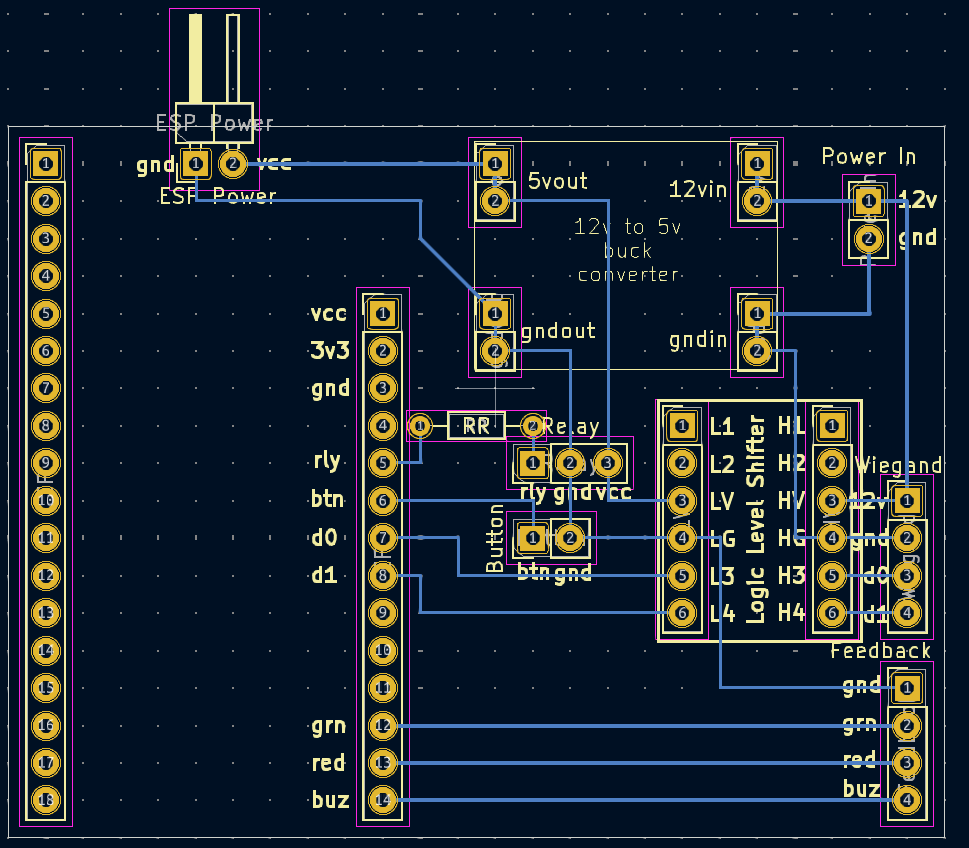 ESP Power
gnd 1 2 vcc
ESP Power
1
2
3
4
5
6
7
8
9
10
11
12
13
14
15
16
17
18
1
2
5vout
12v to 5v
buck
converter
12vin
1
2
Power In
1 12v
2 gnd
1
2
gndout
gndin
1
2
vcc 1
3v3 2
gnd 3
4
rly 5
btn 6
d0 7
d1 8
9
10
11
grn 12
red 13
buz 14
1 RR 2
Relay
1 2 3
rly gnd vcc
Button
1 2
btn gnd
Logic Level Shifter
1 L1 H1 1
2 L2 H2 2
3 LV HV 3
4 LG HG 4
5 L3 H3 5
6 L4 H4 6
Wiegand
12v 1
gnd 2
d0 3
d1 4
Feedback
gnd 1
grn 2
red 3
buz 4